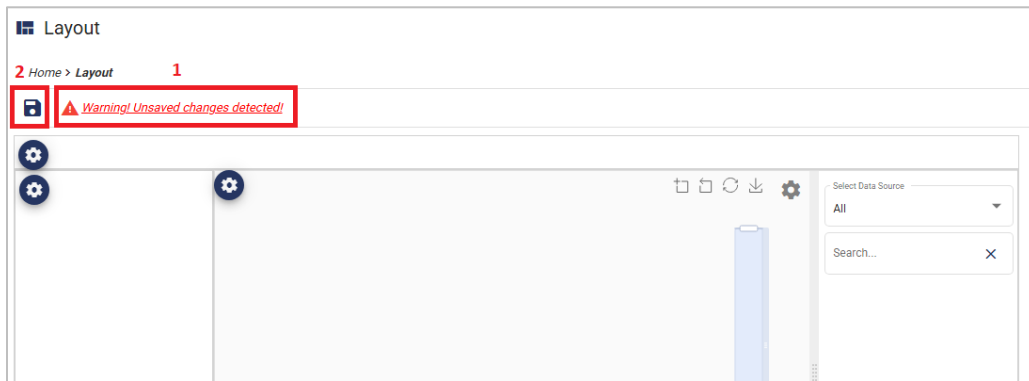 Layout
2 Home > Layout 1
Warning! Unsaved changes detected!
Select Data Source
All
Search...